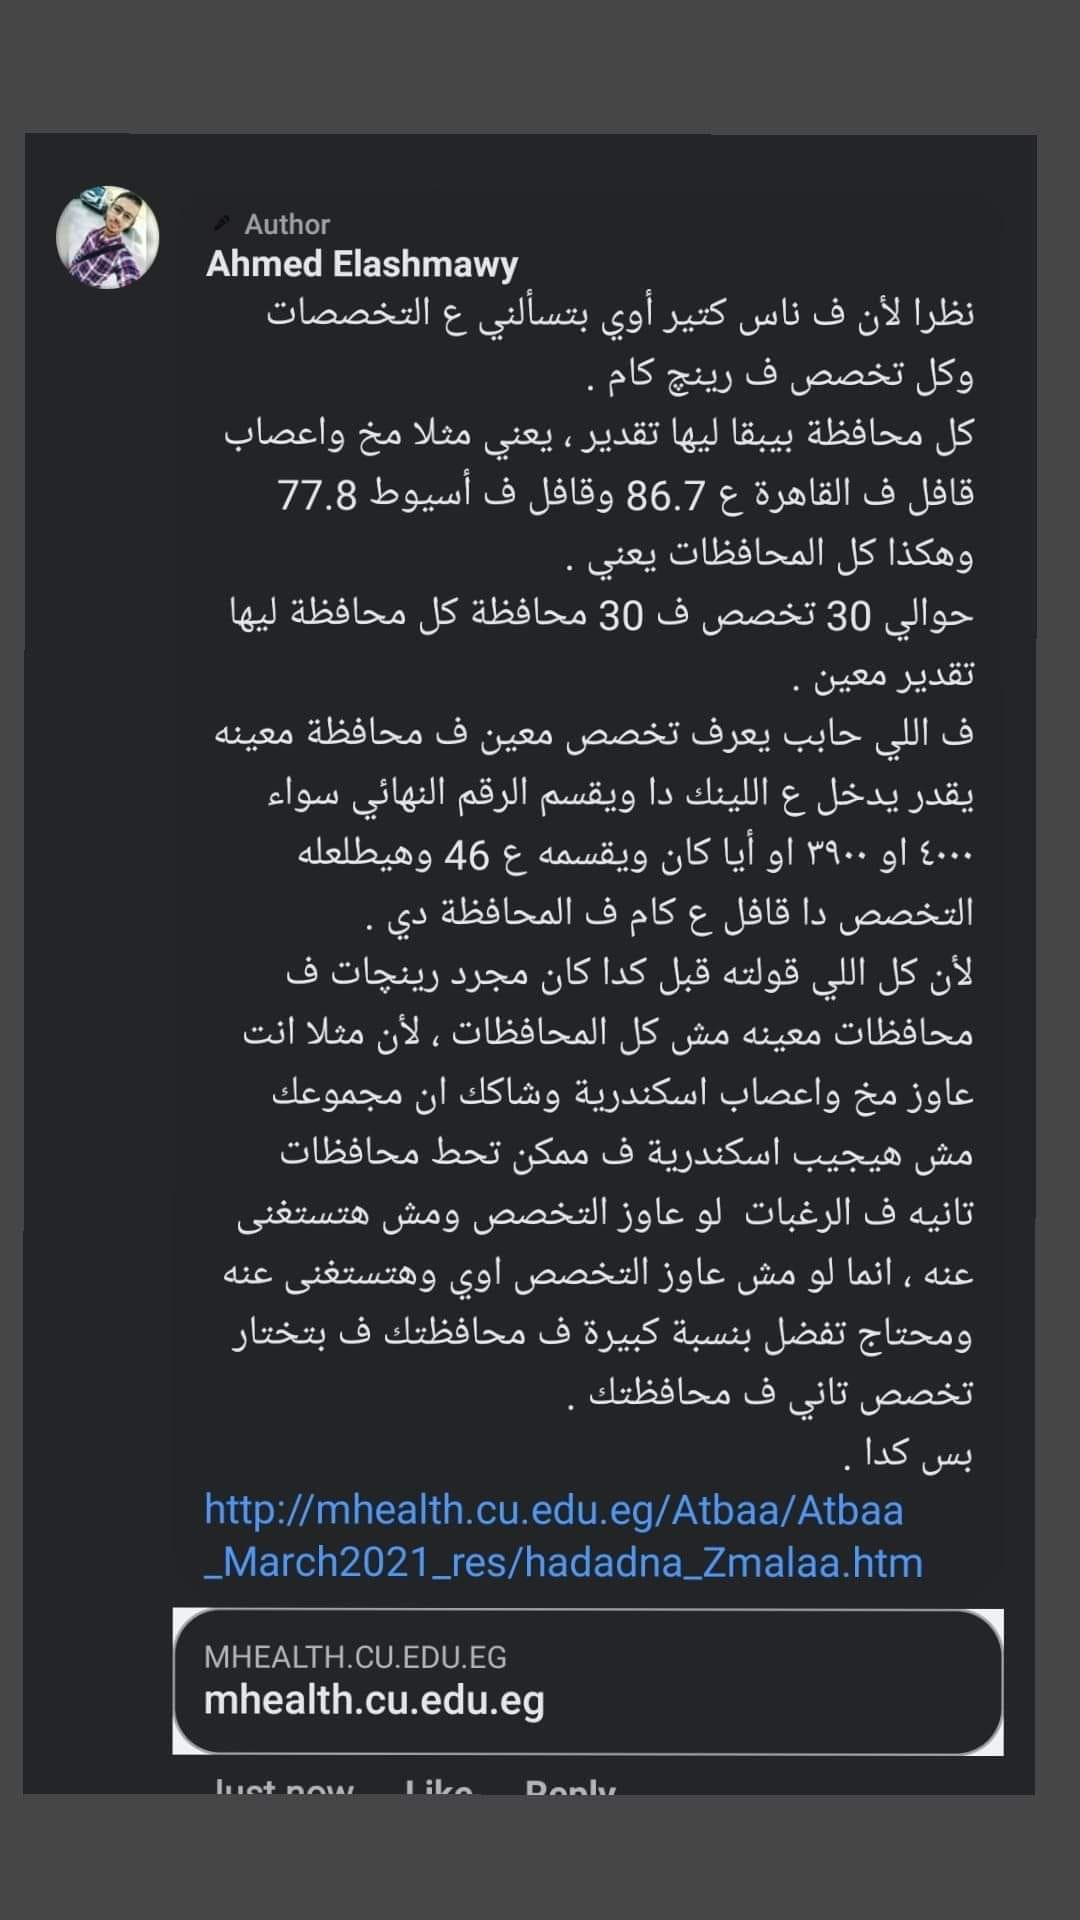 Author
Ahmed Elashmawy
نظرا لأن ف ناس كتير أوي بتسألني ع التخصصات
وكل تخصص ف رينچ كام .
كل محافظة بيبقا ليها تقدير ، يعني مثلا مخ واعصاب
قافل ف القاهرة ع 86.7 وقافل ف أسيوط 77.8
وهكذا كل المحافظات يعني .
حوالي 30 تخصص ف 30 محافظة كل محافظة ليها
تقدير معين .
ف اللي حابب يعرف تخصص معين ف محافظة معينه
يقدر يدخل ع اللينك دا ويقسم الرقم النهائي سواء
٤٠٠٠ او ٣٩٠٠ او أيا كان ويقسمه ع 46 وهيطلعله
التخصص دا قافل ع كام ف المحافظة دي .
لأن كل اللي قولته قبل كدا كان مجرد رينچات ف
محافظات معينه مش كل المحافظات ، لأن مثلا انت
عاوز مخ واعصاب اسكندرية وشاكك ان مجموعك
مش هيجيب اسكندرية ف ممكن تحط محافظات
تانيه ف الرغبات لو عاوز التخصص ومش هتستغنى
عنه ، انما لو مش عاوز التخصص اوي وهتستغنى عنه
ومحتاج تفضل بنسبة كبيرة ف محافظتك ف بتختار
تخصص تاني ف محافظتك .
بس كدا .
http://mhealth.cu.edu.eg/Atbaa/Atbaa
_March2021_res/hadadna_Zmalaa.htm
MHEALTH.CU.EDU.EG
mhealth.cu.edu.eg
Just now Like Reply